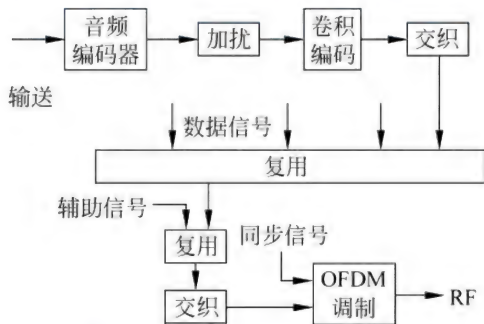 音频
编码器
加扰
卷积
编码
交织
输送
数据信号
复用
辅助信号
复用
同步信号
交织
OFDM
调制
RF